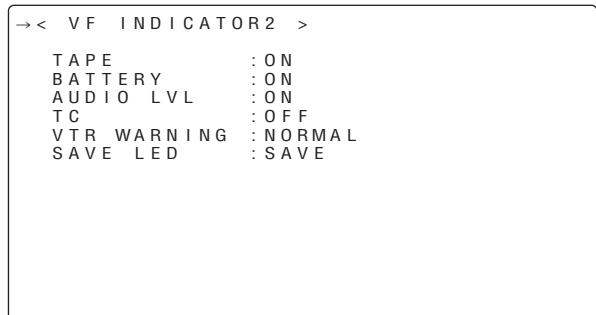 →< VF INDICATOR2 >
TAPE :ON
BATTERY :ON
AUDIO LVL :ON
TC :OFF
VTR WARNING :NORMAL
SAVE LED :SAVE